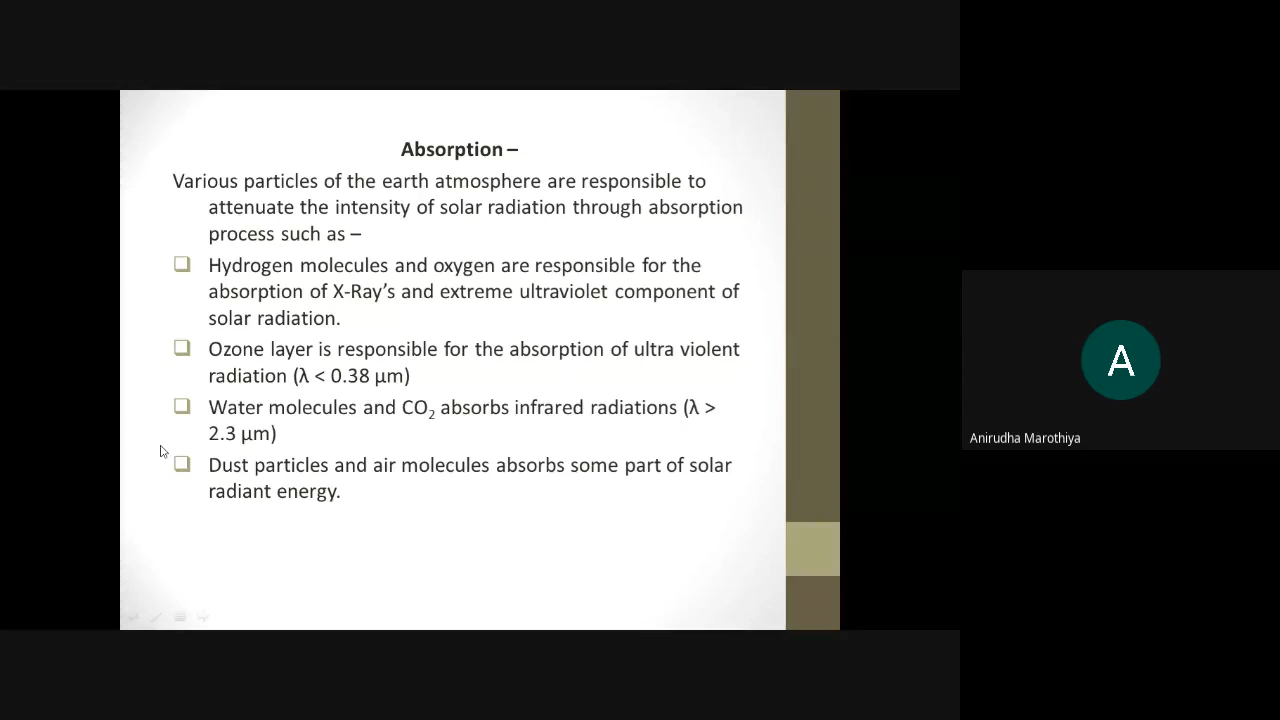 Absorption –
Various particles of the earth atmosphere are responsible to
attenuate the intensity of solar radiation through absorption
process such as –
Hydrogen molecules and oxygen are responsible for the
absorption of X-Ray’s and extreme ultraviolet component of
solar radiation.
Ozone layer is responsible for the absorption of ultra violent
radiation (λ < 0.38 μm)
Water molecules and CO₂ absorbs infrared radiations (λ >
2.3 μm)
Dust particles and air molecules absorbs some part of solar
radiant energy.
A
Anirudha Marothiya